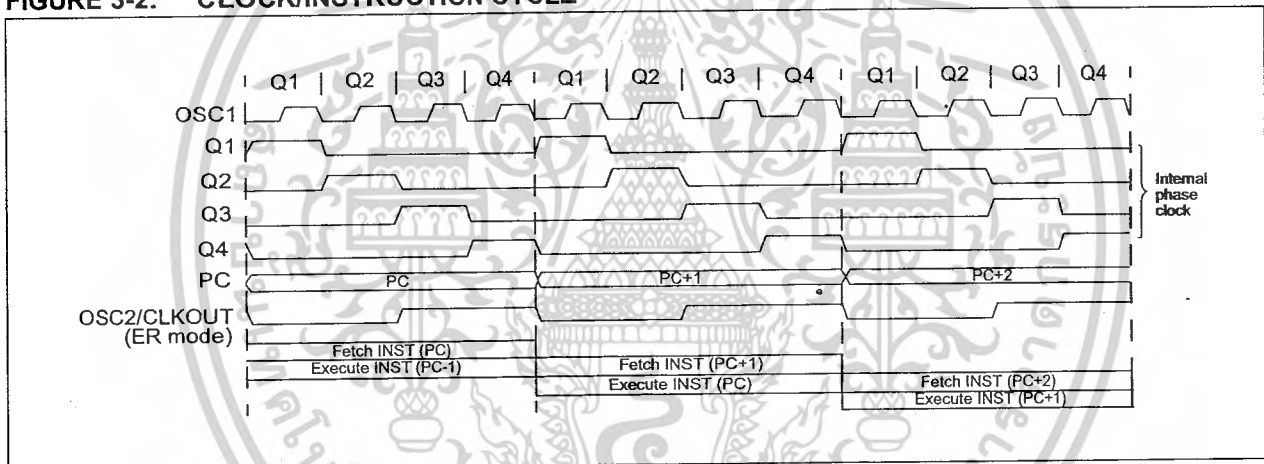 FIGURE 3-2: CLOCK/INSTRUCTION CYCLE
Q1 | Q2 | Q3 | Q4 | Q1 | Q2 | Q3 | Q4 | Q1 | Q2 | Q3 | Q4
OSC1
Q1
Q2
Q3
Q4
Internal
phase
clock
PC
PC PC+1 PC+2
OSC2/CLKOUT
(ER mode)
Fetch INST (PC)
Execute INST (PC-1) Fetch INST (PC+1)
Execute INST (PC) Fetch INST (PC+2)
Execute INST (PC+1)